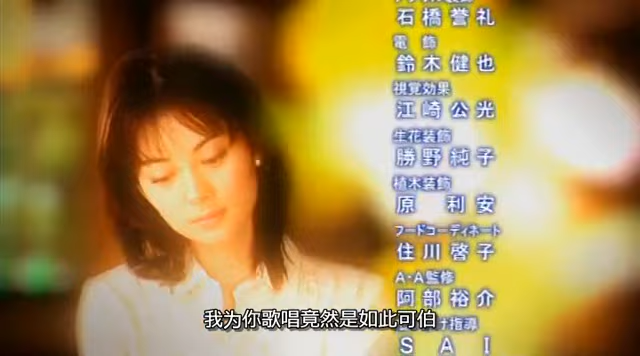 石橋誉礼
電飾
鈴木健也
視覚効果
江崎公光
生花装飾
勝野純子
植木装飾
原利安
フードコーディネート
住川啓子
A・A監修
阿部裕介
け指導
SAI
我为你歌唱竟然是如此可伯